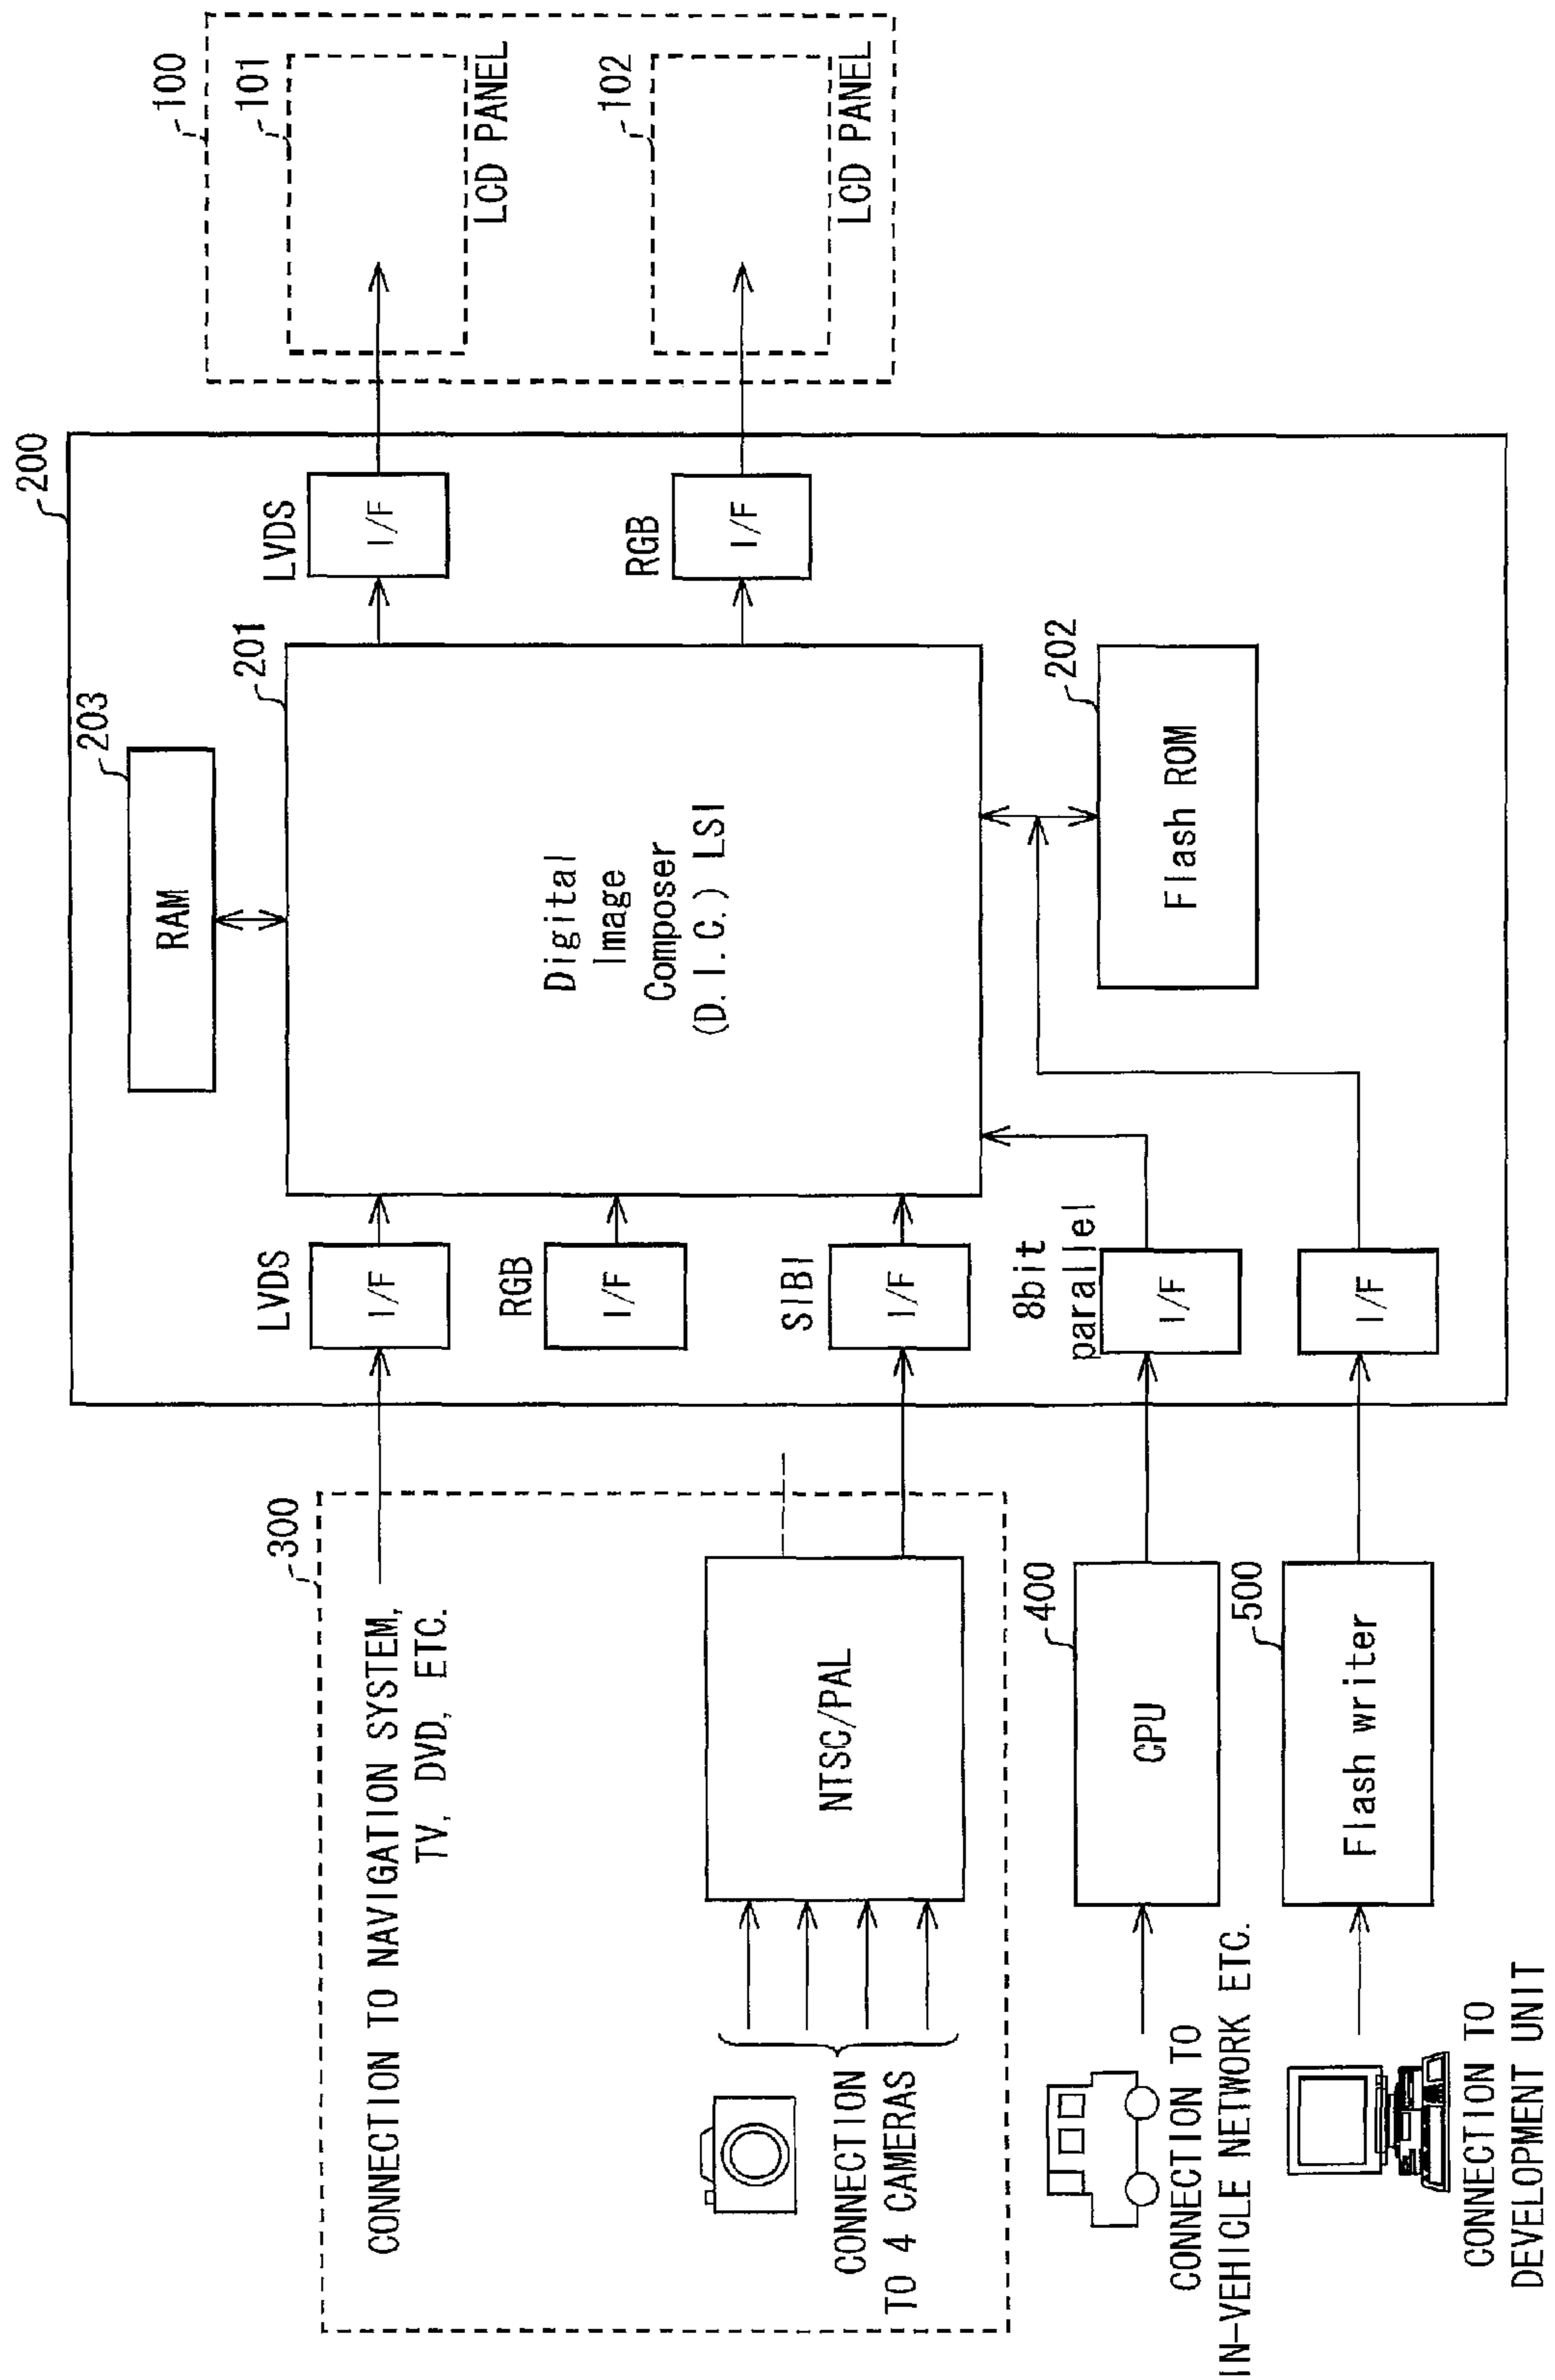 300
CONNECTION TO NAVIGATION SYSTEM,
TV, DVD, ETC.
CONNECTION
TO 4 CAMERAS
NTSC/PAL
CONNECTION TO
IN-VEHICLE NETWORK ETC.
CPU
400
CONNECTION TO
DEVELOPMENT UNIT
Flash writer
500
200
LVDS
I/F
RGB
I/F
SIBI
I/F
8bit
parallel
I/F
I/F
203
RAM
201
Digital
Image
Composer
(D.I.C.) LSI
202
Flash ROM
LVDS
I/F
RGB
I/F
100
101
LCD PANEL
102
LCD PANEL